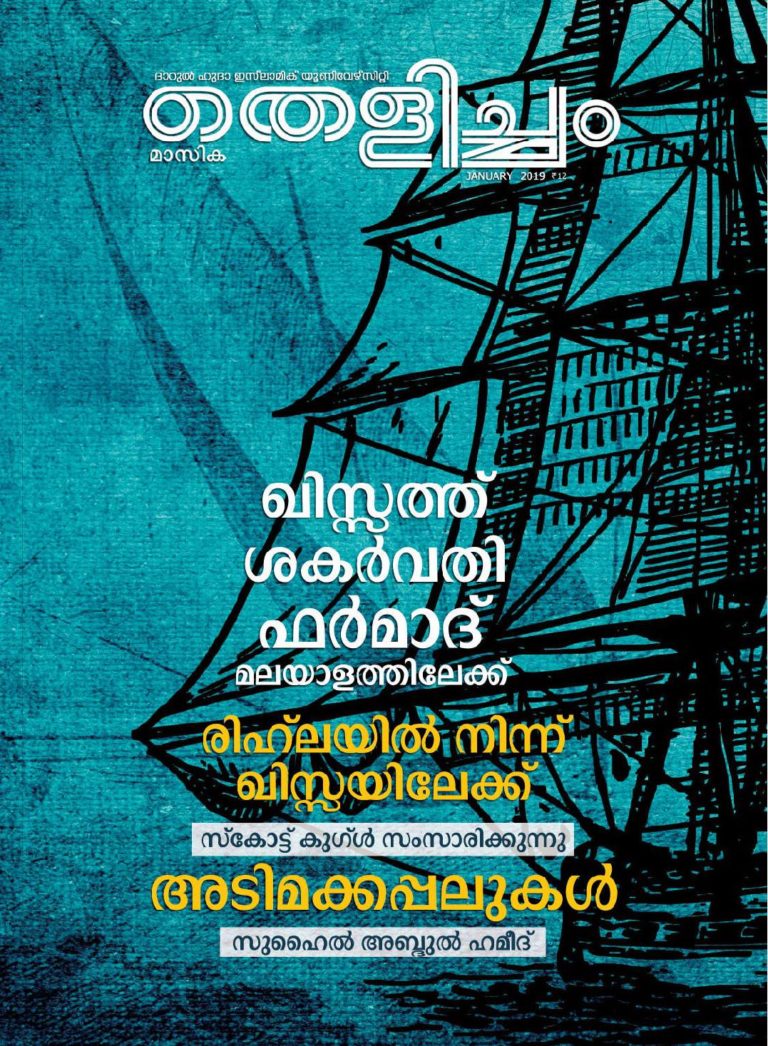 ദാറുൽ ഹുദാ ഇസ്‌ലാമിക് യൂണിവേഴ്സിറ്റി
തെളിച്ചം
മാസിക
JANUARY 2019 ₹12
ഖിസ്സത്ത്
ശകർവതി
ഫർമാദ്
മലയാളത്തിലേക്ക്
രിഹ്‌ലയിൽ നിന്ന്
ഖിസ്സയിലേക്ക്
സ്കോട്ട് കുഗ്ൾ സംസാരിക്കുന്നു
അടിമക്കപ്പലുകൾ
സുഹൈൽ അബ്ദുൽ ഹമീദ്